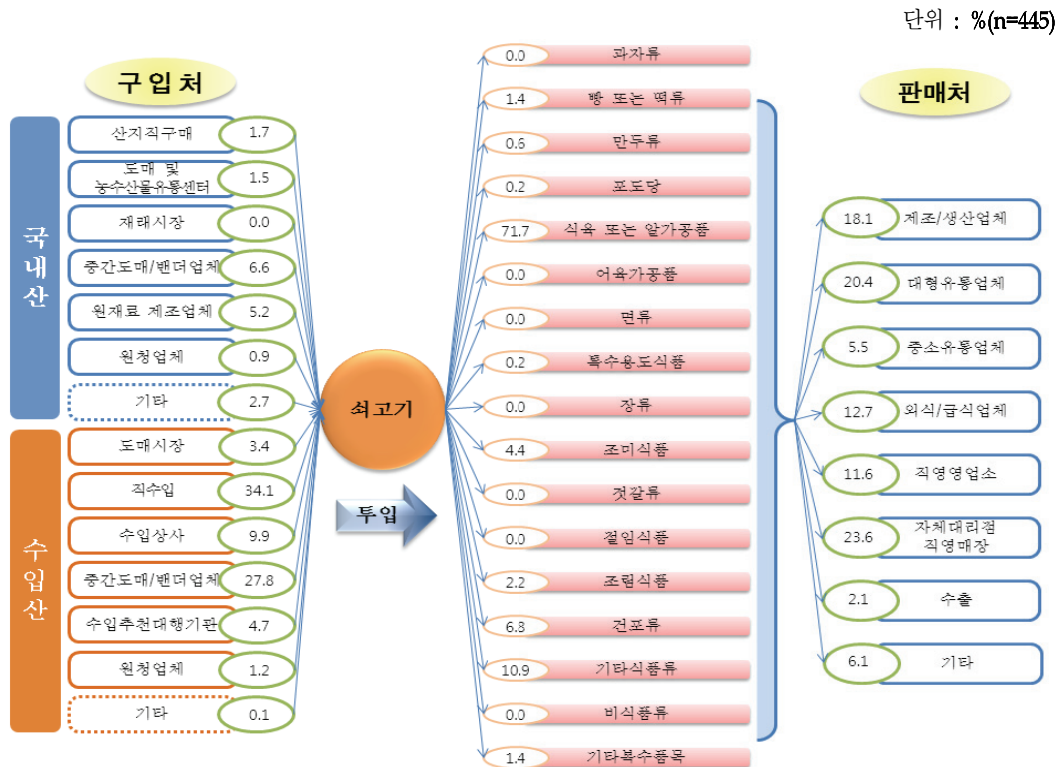 단위 : %(n=445)
구 입 처
판매처
국내산
산지직구매 1.7
도매 및
농수산물유통센터 1.5
재래시장 0.0
중간도매/밴더업체 6.6
원재료 제조업체 5.2
원청업체 0.9
기타 2.7
수입산
도매시장 3.4
직수입 34.1
수입상사 9.9
중간도매/밴더업체 27.8
수입추천대행기관 4.7
원청업체 1.2
기타 0.1
쇠고기
투입
0.0 과자류
1.4 빵 또는 떡류
0.6 만두류
0.2 포도당
71.7 식육 또는 알가공품
0.0 어육가공품
0.0 면류
0.2 특수용도식품
0.0 장류
4.4 조미식품
0.0 젓갈류
0.0 절임식품
2.2 조림식품
6.8 건포류
10.9 기타식품류
0.0 비식품류
1.4 기타복수품목
18.1 제조/생산업체
20.4 대형유통업체
5.5 중소유통업체
12.7 외식/급식업체
11.6 직영영업소
23.6 자체대리점
직영매장
2.1 수출
6.1 기타